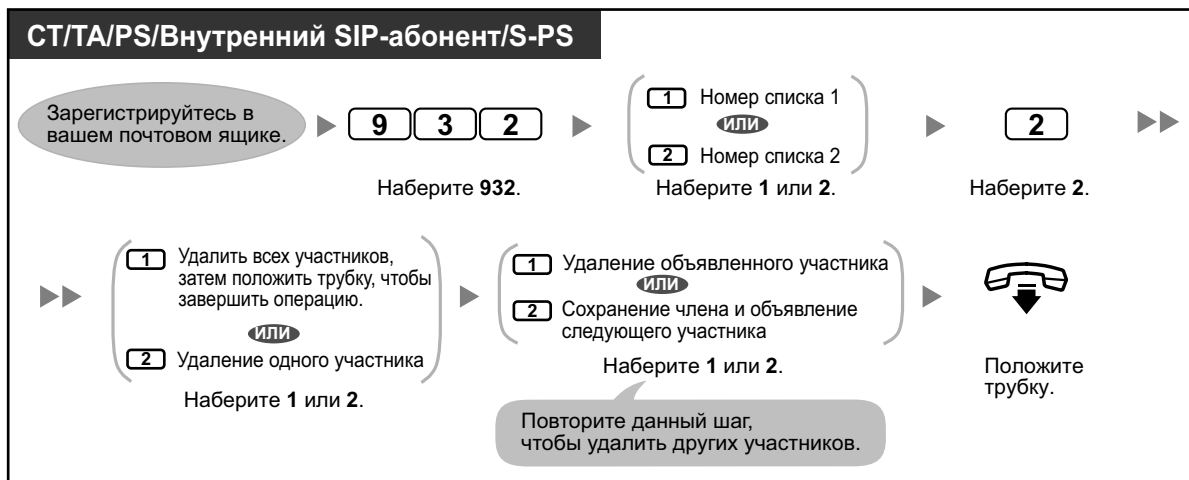 СТ/ТА/PS/Внутренний SIP-абонент/S-PS
Зарегистрируйтесь в
вашем почтовом ящике.
9 3 2
Наберите 932.
1 Номер списка 1
ИЛИ
2 Номер списка 2
Наберите 1 или 2.
2
Наберите 2.
1 Удалить всех участников,
затем положить трубку, чтобы
завершить операцию.
ИЛИ
2 Удаление одного участника
Наберите 1 или 2.
1 Удаление объявленного участника
ИЛИ
2 Сохранение члена и объявление
следующего участника
Наберите 1 или 2.
Повторите данный шаг,
чтобы удалить других участников.
Положите
трубку.